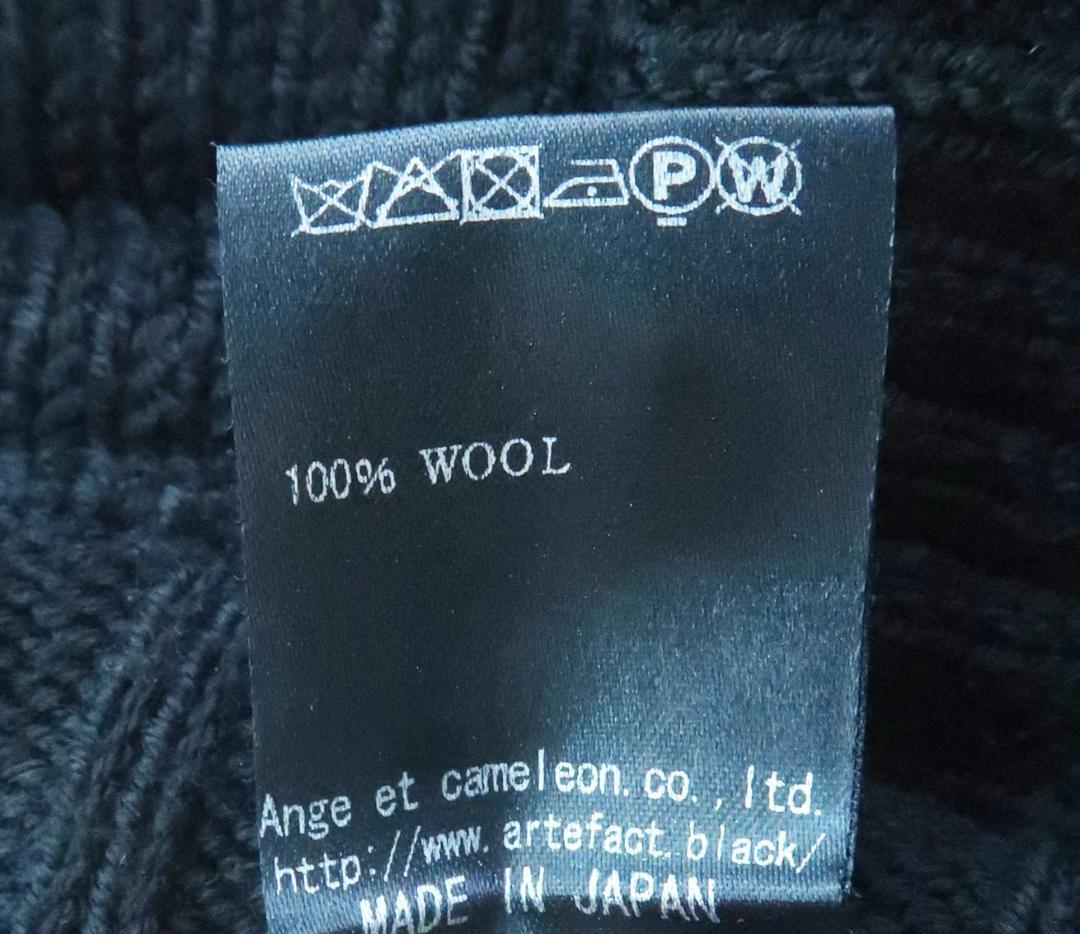 P W
100% WOOL
Ange et cameleon.co.,ltd.
http://www.artefact.black/
MADE IN JAPAN